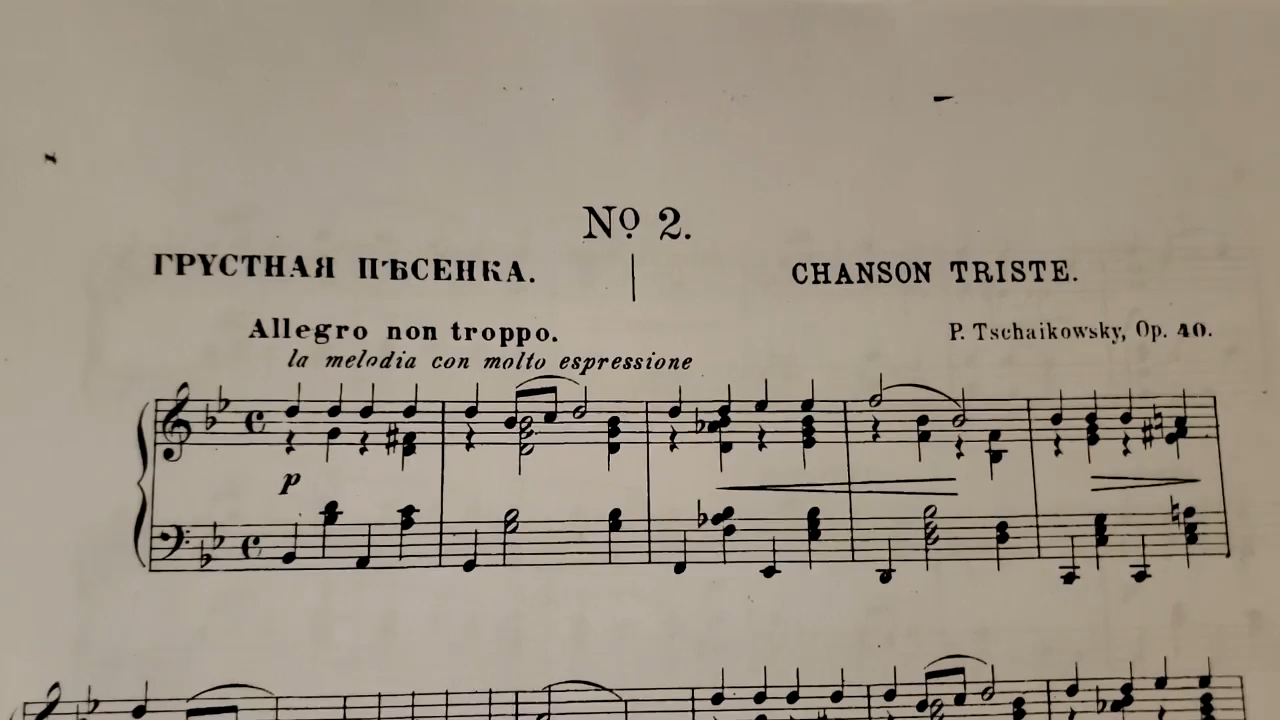 Nº 2.
ГРУСТНАЯ ПѢСЕНКА.
CHANSON TRISTE.
Allegro non troppo.
P. Tschaikowsky, Op. 40.
la melodia con molto espressione
p